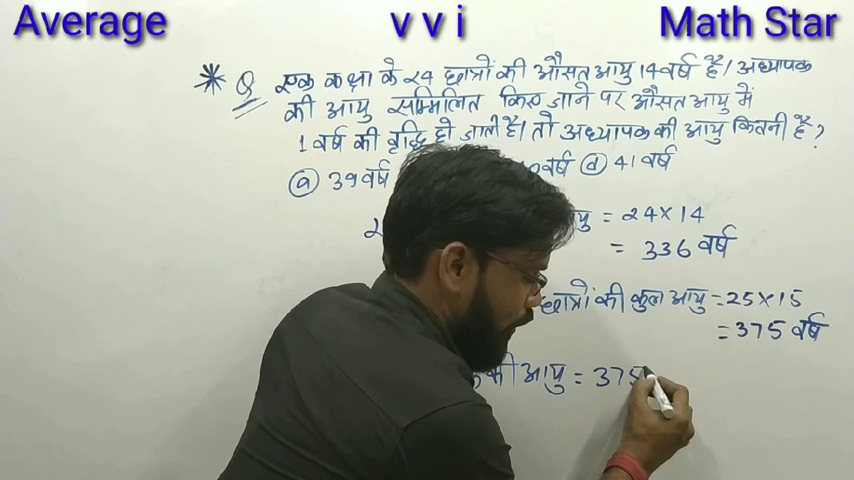 Average v v i Math Star
* Q एक कक्षा के 24 छात्रों की औसत आयु 14 वर्ष है। अध्यापक
की आयु सम्मिलित किए जाने पर औसत आयु में
1 वर्ष की वृद्धि हो जाती है। तो अध्यापक की आयु कितनी है?
(a) 39 वर्ष वर्ष (d) 41 वर्ष
= 24 × 14
= 336 वर्ष
छात्रों की कुल आयु = 25 × 15
= 375 वर्ष
की आयु = 375